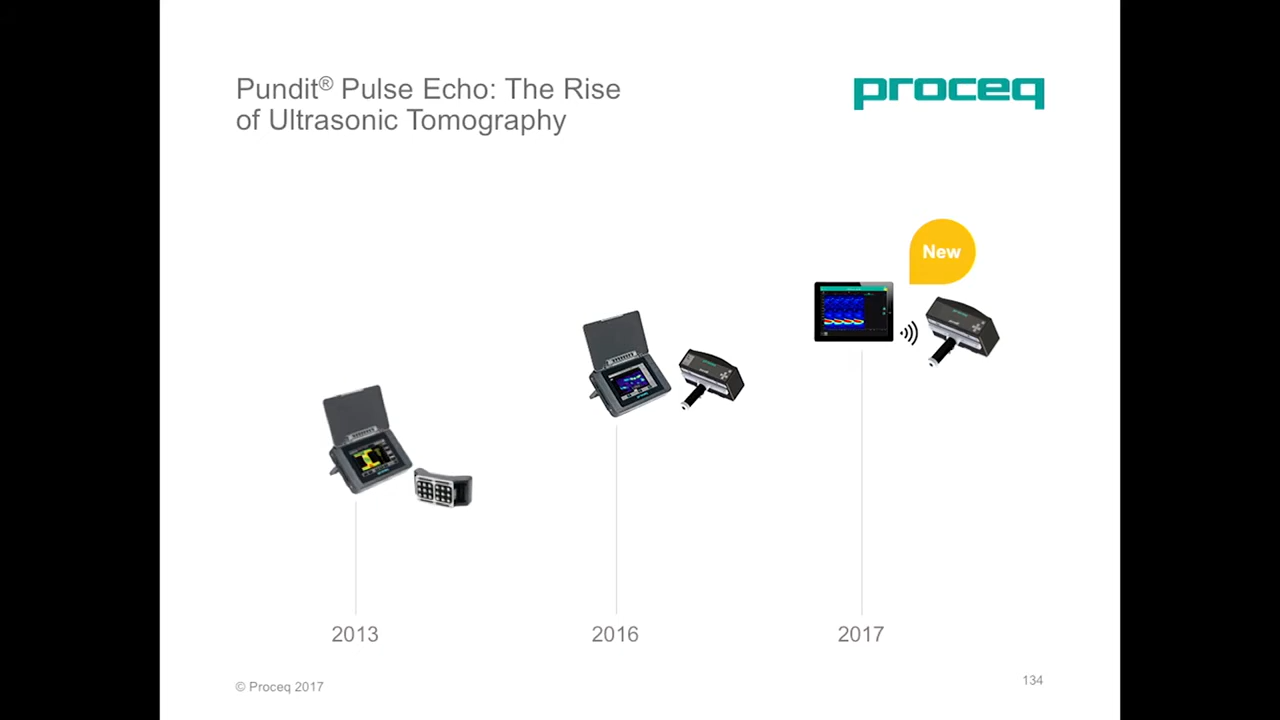 Pundit® Pulse Echo: The Rise
of Ultrasonic Tomography
proceq
New
2013
2016
2017
© Proceq 2017
134